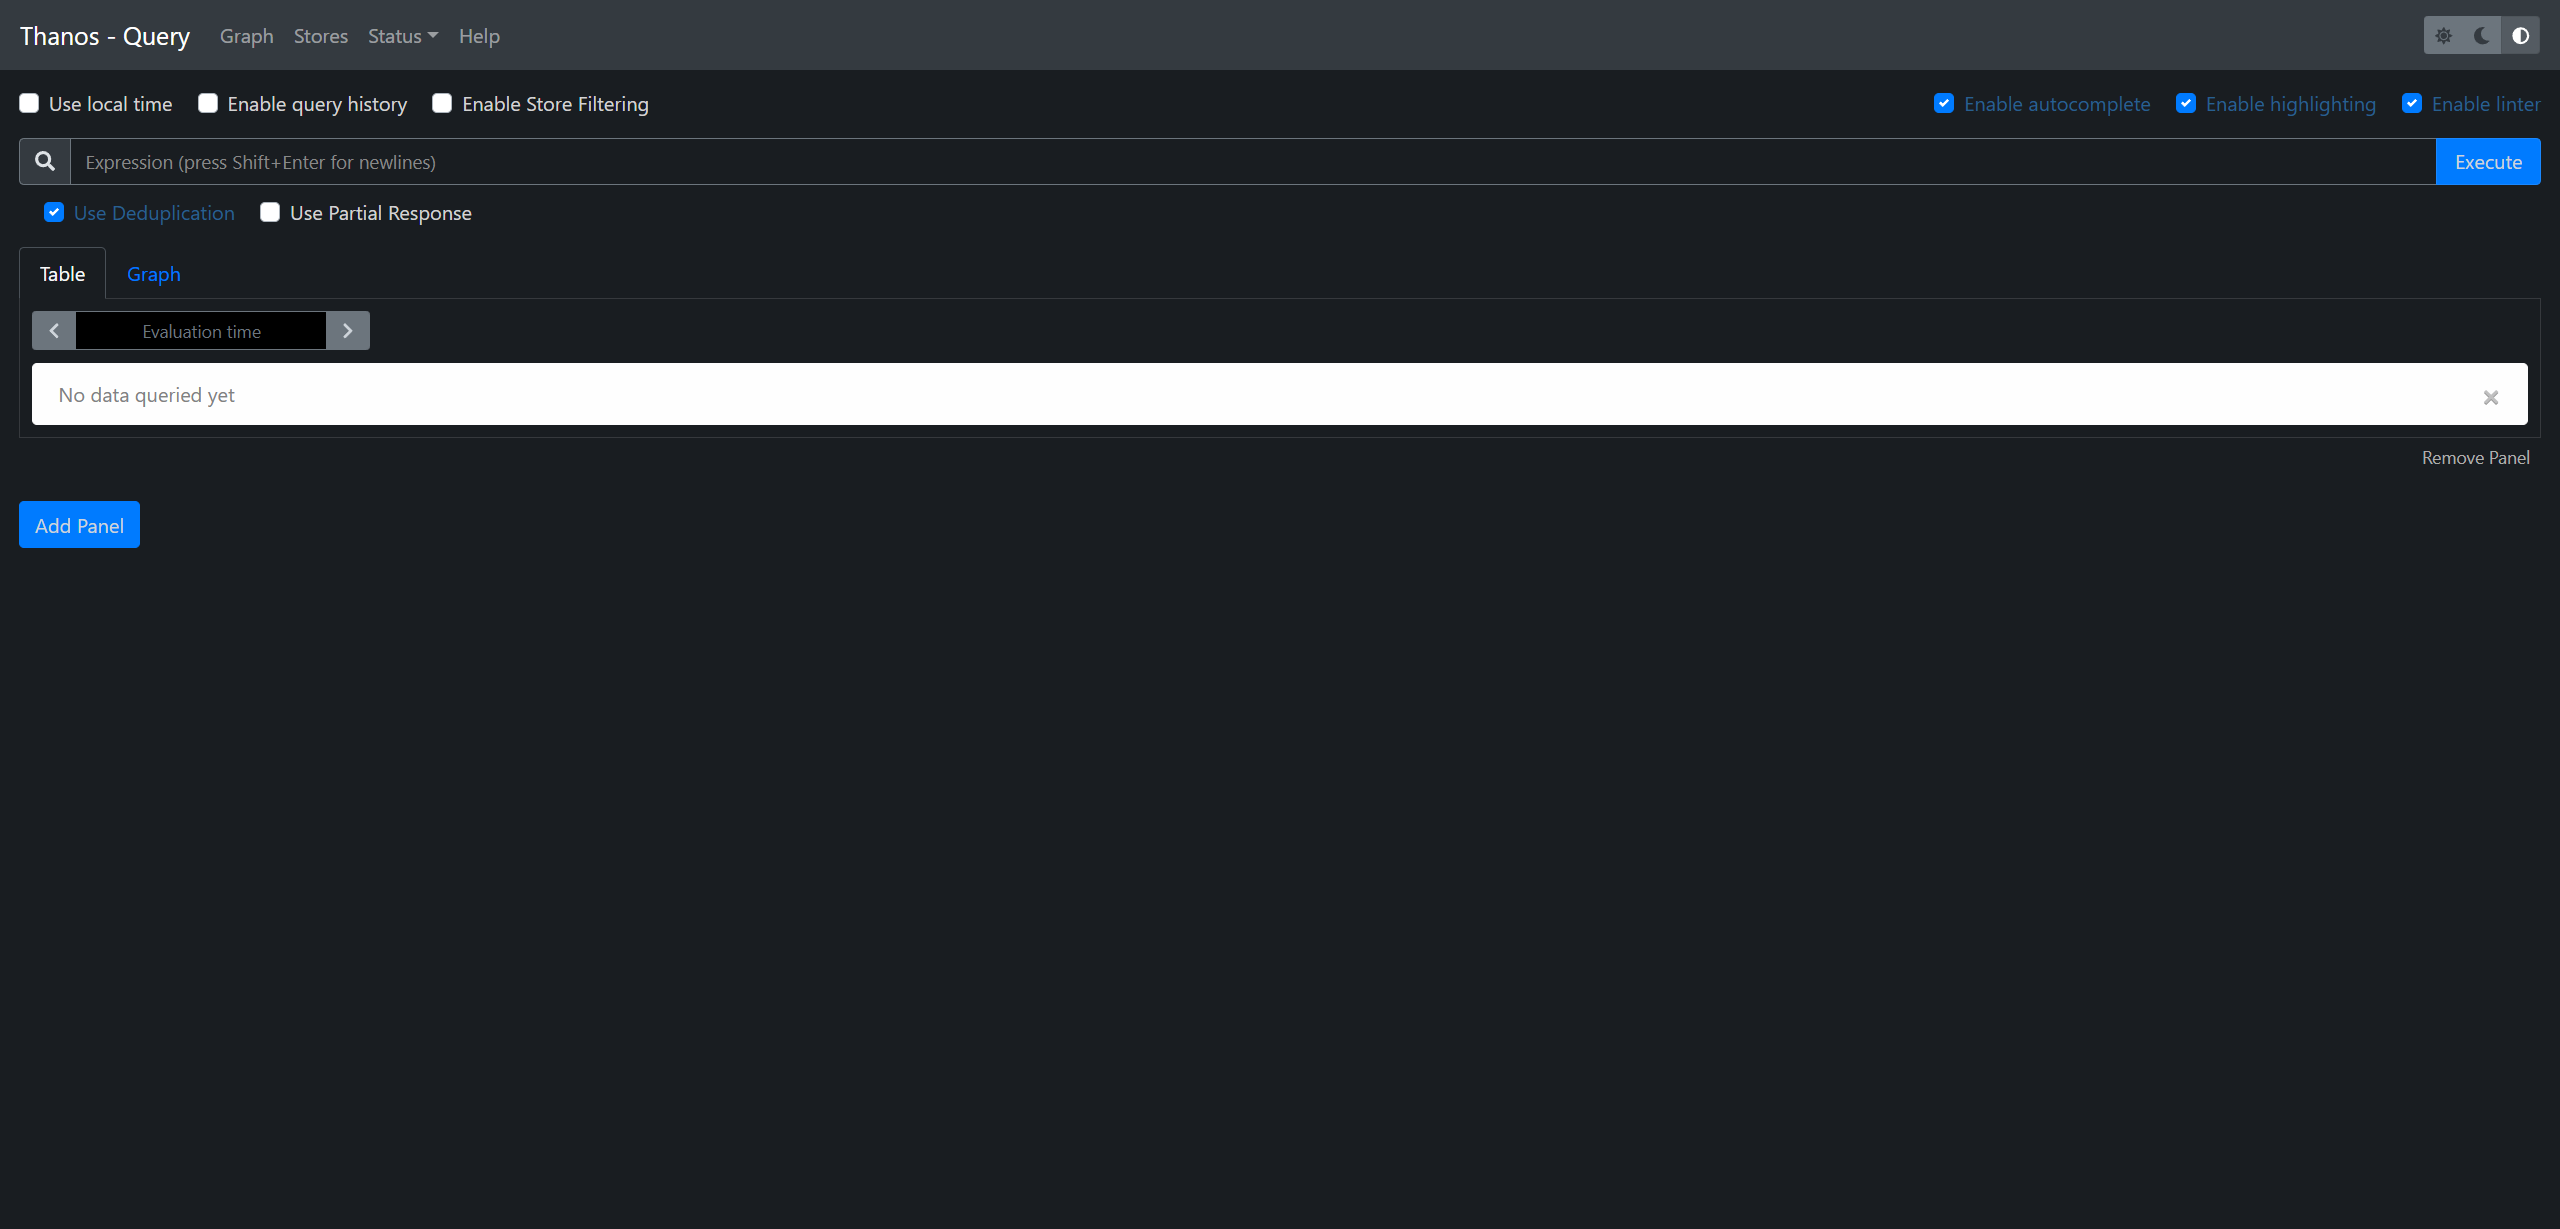 Thanos - Query Graph Stores Status Help
Use local time Enable query history Enable Store Filtering Enable autocomplete Enable highlighting Enable linter
Expression (press Shift+Enter for newlines) Execute
Use Deduplication Use Partial Response
Table Graph
Evaluation time
No data queried yet
Remove Panel
Add Panel